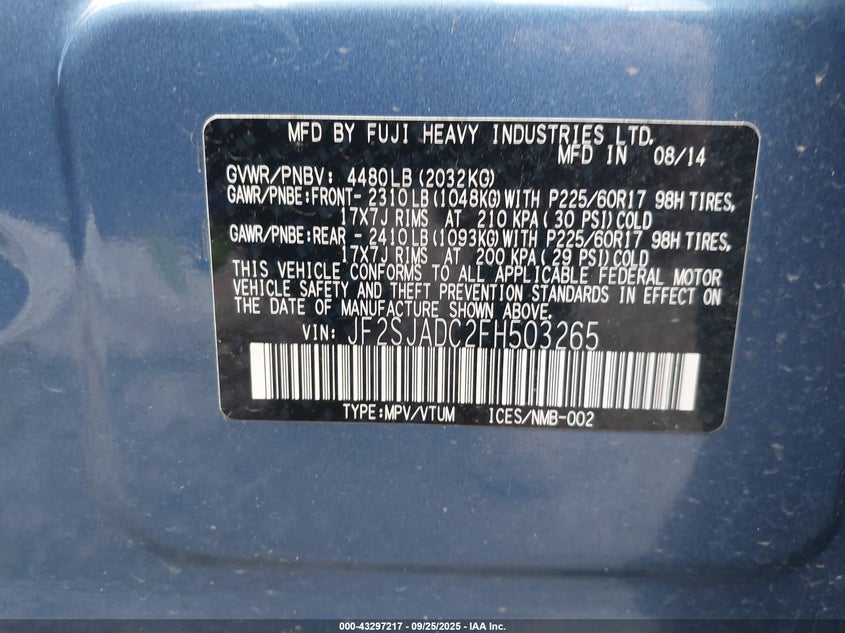 MFD BY FUJI HEAVY INDUSTRIES LTD.
MFD IN 08/14
GVWR/PNBV: 4480LB(2032KG)
GAWR/PNBE:FRONT- 2310LB(1048KG)WITH P225/60R17 98H TIRES,
17X7J RIMS AT 210 KPA(30 PSI)COLD
GAWR/PNBE:REAR - 2410LB(1093KG)WITH P225/60R17 98H TIRES,
17X7J RIMS AT 200 KPA(29 PSI)COLD
THIS VEHICLE CONFORMS TO ALL APPLICABLE FEDERAL MOTOR
VEHICLE SAFETY AND THEFT PREVENTION STANDARDS IN EFFECT ON
THE DATE OF MANUFACTURE SHOWN ABOVE.
VIN: JF2SJADC2FH503265
TYPE:MPV/VTUM ICES/NMB-002
000-43297217 - 09/25/2025 - IAA Inc.